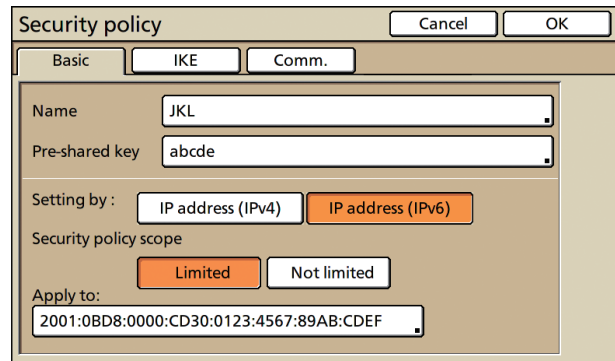 Security policy Cancel OK
Basic IKE Comm.
Name JKL
Pre-shared key abcde
Setting by : IP address (IPv4) IP address (IPv6)
Security policy scope
Limited Not limited
Apply to:
2001:0BD8:0000:CD30:0123:4567:89AB:CDEF